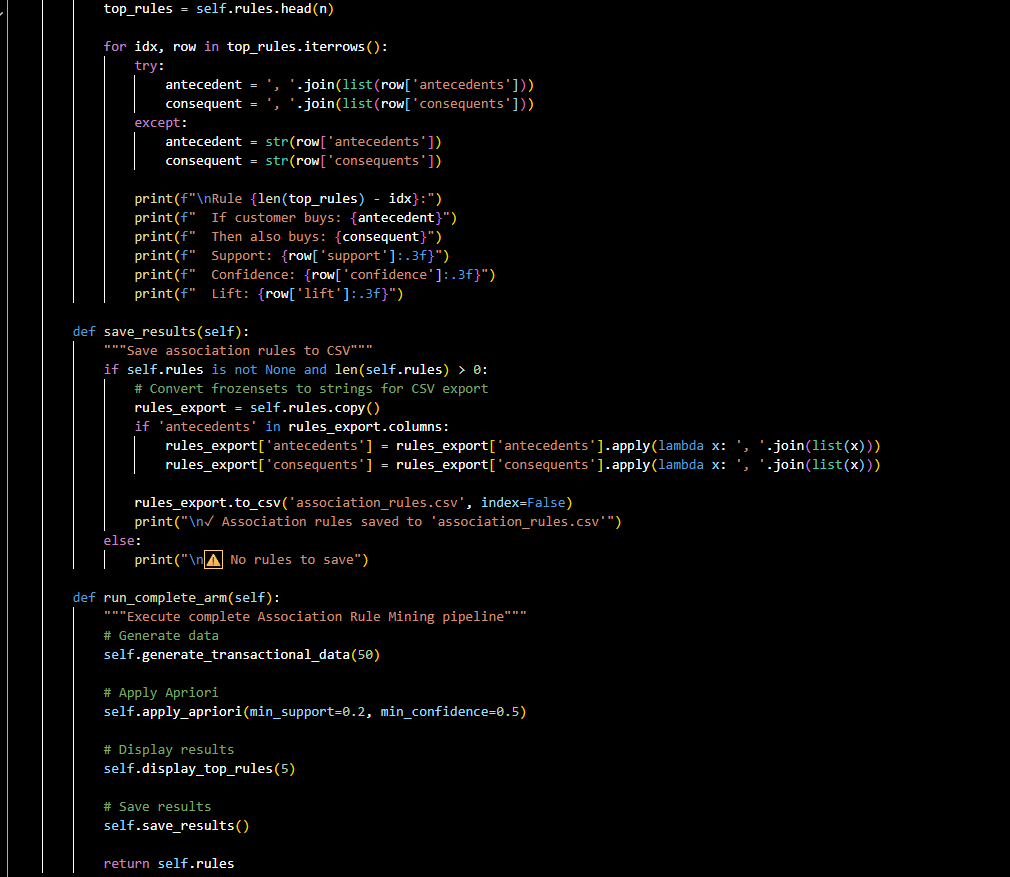 top_rules = self.rules.head(n)
for idx, row in top_rules.iterrows():
try:
antecedent = ', '.join(list(row['antecedents']))
consequent = ', '.join(list(row['consequents']))
except:
antecedent = str(row['antecedents'])
consequent = str(row['consequents'])
print(f"\nRule {len(top_rules) - idx}:")
print(f"  If customer buys: {antecedent}")
print(f"  Then also buys: {consequent}")
print(f"  Support: {row['support']:.3f}")
print(f"  Confidence: {row['confidence']:.3f}")
print(f"  Lift: {row['lift']:.3f}")
def save_results(self):
"""Save association rules to CSV"""
if self.rules is not None and len(self.rules) > 0:
# Convert frozensets to strings for CSV export
rules_export = self.rules.copy()
if 'antecedents' in rules_export.columns:
rules_export['antecedents'] = rules_export['antecedents'].apply(lambda x: ', '.join(list(x)))
rules_export['consequents'] = rules_export['consequents'].apply(lambda x: ', '.join(list(x)))
rules_export.to_csv('association_rules.csv', index=False)
print("\n✓ Association rules saved to 'association_rules.csv'")
else:
print("\n⚠ No rules to save")
def run_complete_arm(self):
"""Execute complete Association Rule Mining pipeline"""
# Generate data
self.generate_transactional_data(50)
# Apply Apriori
self.apply_apriori(min_support=0.2, min_confidence=0.5)
# Display results
self.display_top_rules(5)
# Save results
self.save_results()
return self.rules